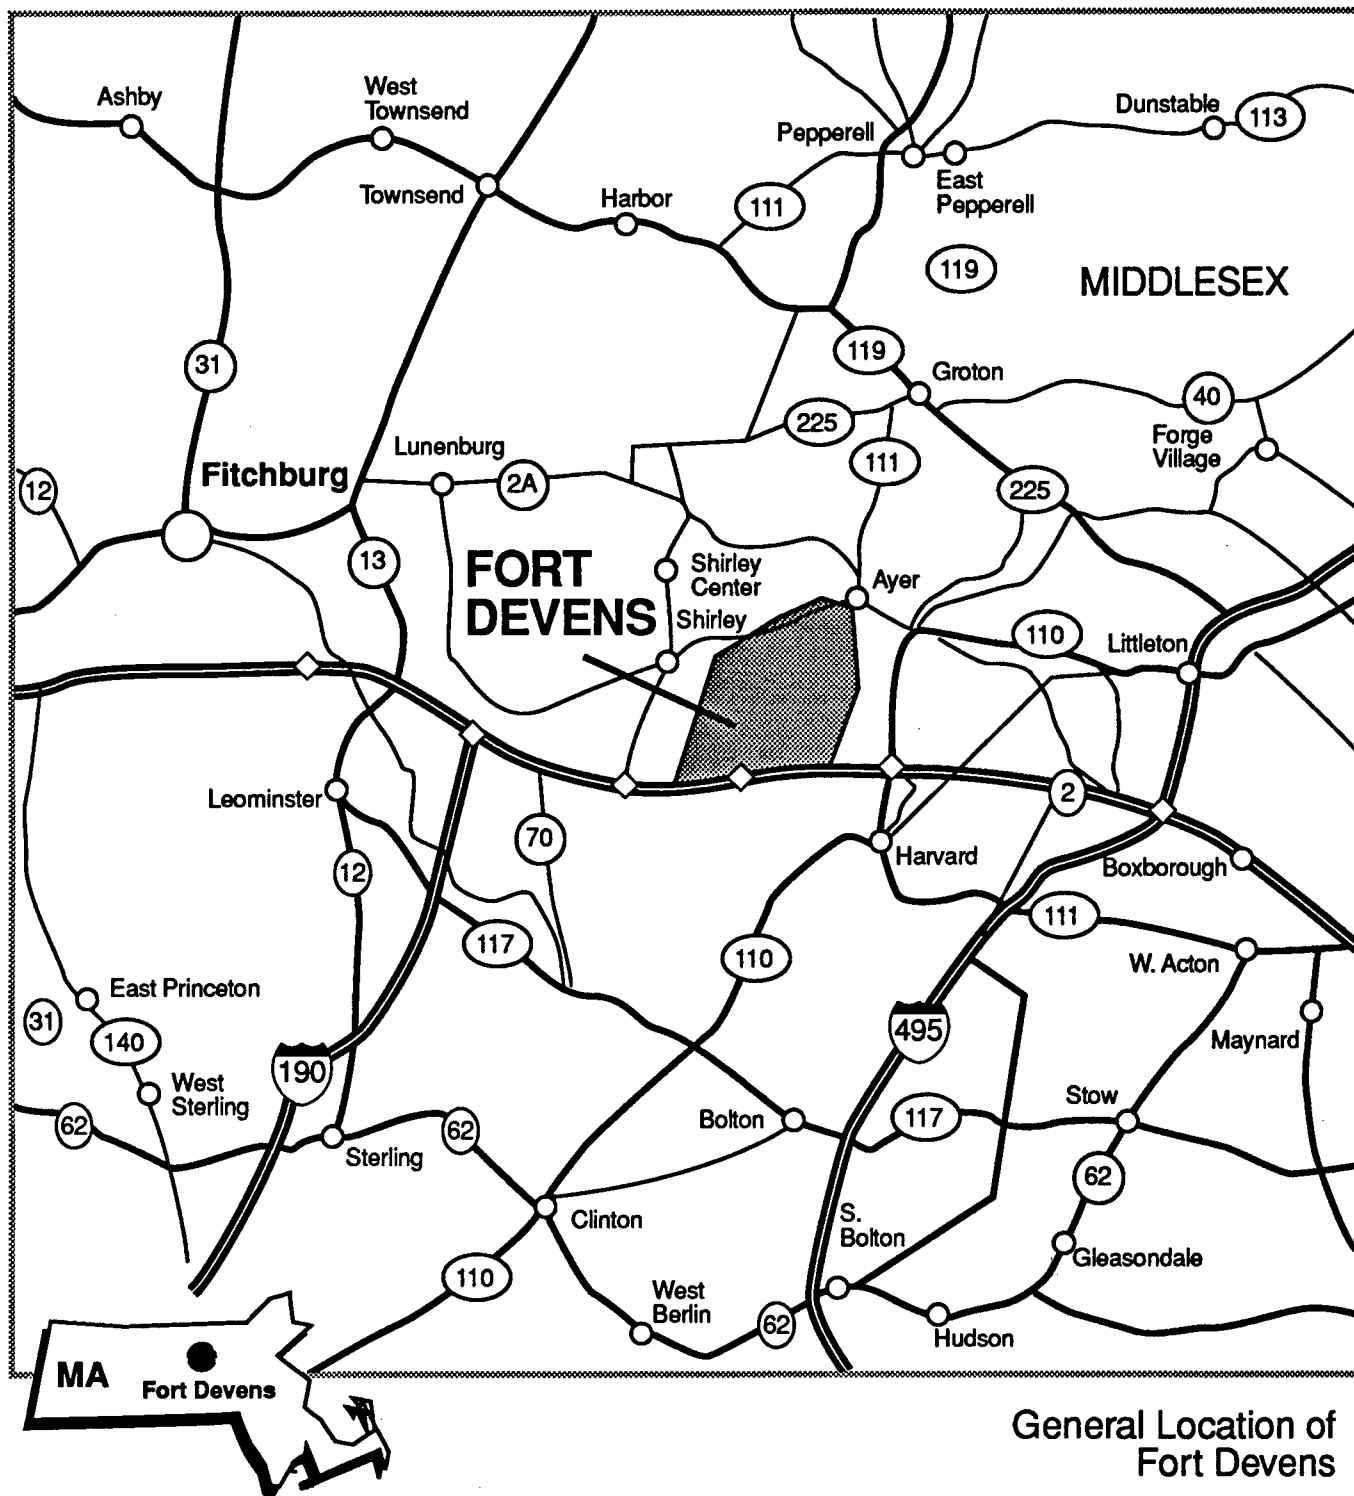 Ashby
West
Townsend
Dunstable
113
Pepperell
East
Pepperell
Townsend
Harbor
111
119
MIDDLESEX
31
119
Groton
40
225
Forge
Village
Lunenburg
111
Fitchburg
2A
225
12
13
FORT
DEVENS
Shirley
Center
Ayer
Shirley
110
Littleton
Leominster
2
70
Harvard
Boxborough
12
111
117
110
W. Acton
East Princeton
31
140
495
Maynard
190
West
Sterling
Stow
62
62
Bolton
117
Sterling
62
Clinton
S.
Bolton
Gleasondale
110
West
Berlin
62
Hudson
MA
Fort Devens
General Location of
Fort Devens